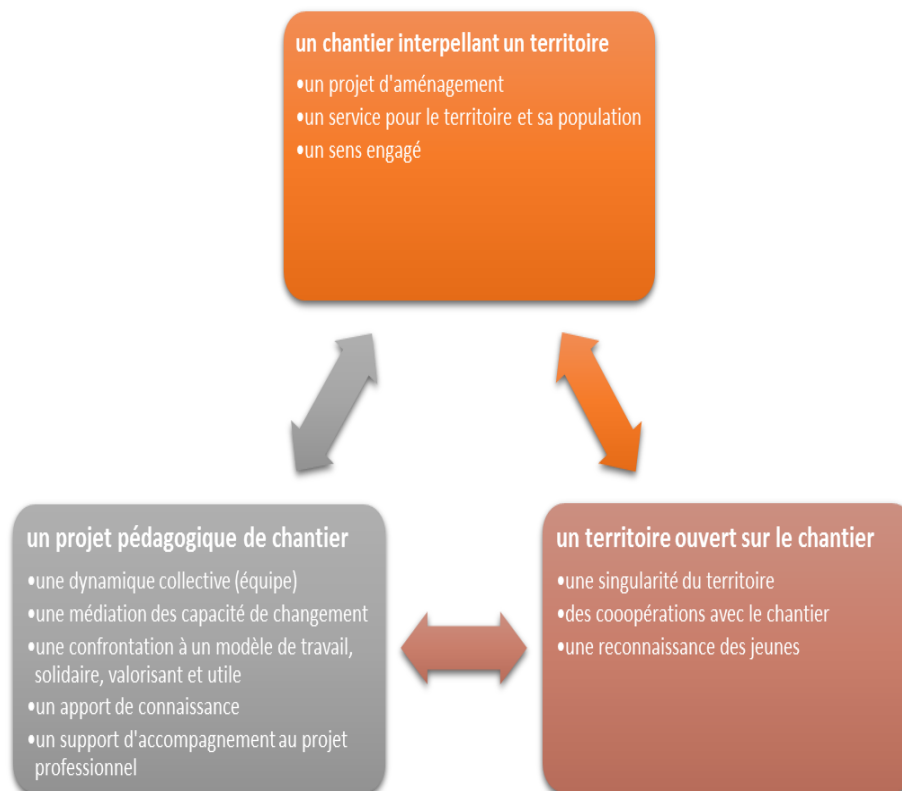 un chantier interpellant un territoire
•un projet d'aménagement
•un service pour le territoire et sa population
•un sens engagé
un projet pédagogique de chantier
•une dynamique collective (équipe)
•une médiation des capacité de changement
•une confrontation à un modèle de travail,
solidaire, valorisant et utile
•un apport de connaissance
•un support d'accompagnement au projet
professionnel
un territoire ouvert sur le chantier
•une singularité du territoire
•des cooopérations avec le chantier
•une reconnaissance des jeunes